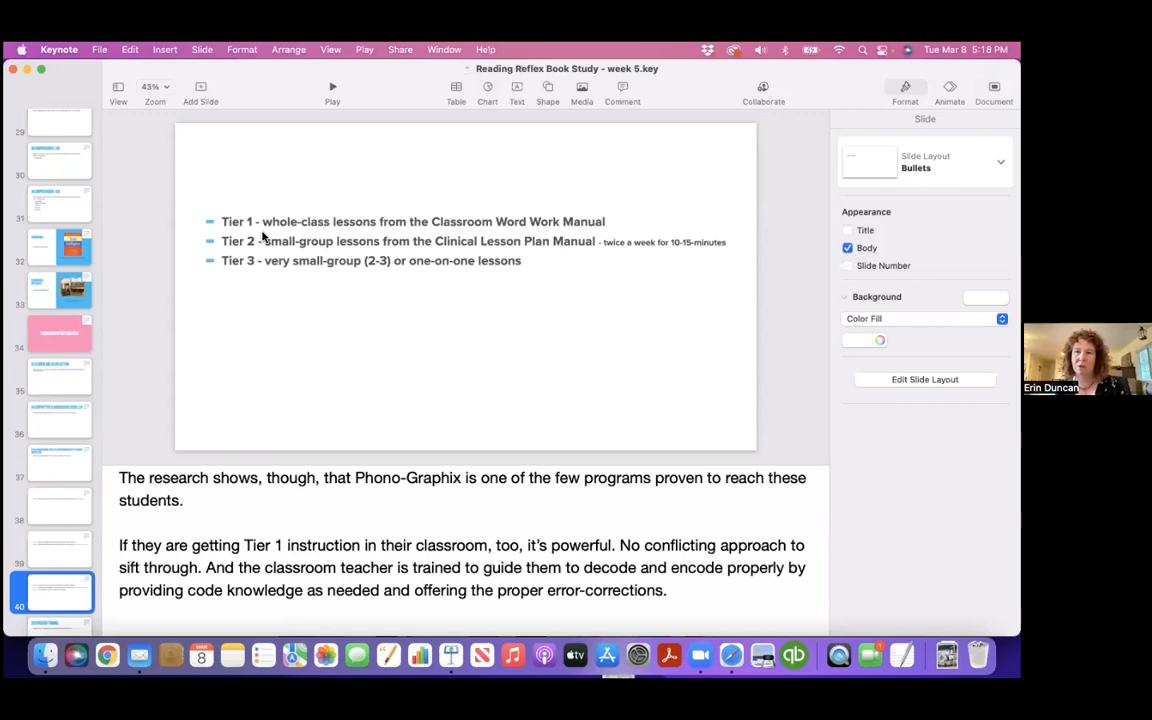 Keynote File Edit Insert Slide Format Arrange View Play Share Window Help Tue Mar 8 5:18 PM
Reading Reflex Book Study - week 5.key
43%
View Zoom Add Slide Play Table Chart Text Shape Media Comment Collaborate Format Animate Document
Slide
Slide Layout
Bullets
Appearance
Title
Body
Slide Number
Background
Color Fill
Edit Slide Layout
29
30
31
32
33
34
35
36
37
38
39
40
Tier 1 - whole-class lessons from the Classroom Word Work Manual
Tier 2 - small-group lessons from the Clinical Lesson Plan Manual - twice a week for 10-15-minutes
Tier 3 - very small-group (2-3) or one-on-one lessons
The research shows, though, that Phono-Graphix is one of the few programs proven to reach these
students.
If they are getting Tier 1 instruction in their classroom, too, it's powerful. No conflicting approach to
sift through. And the classroom teacher is trained to guide them to decode and encode properly by
providing code knowledge as needed and offering the proper error-corrections.
Erin Duncan
MAR
8
tv
qb
1